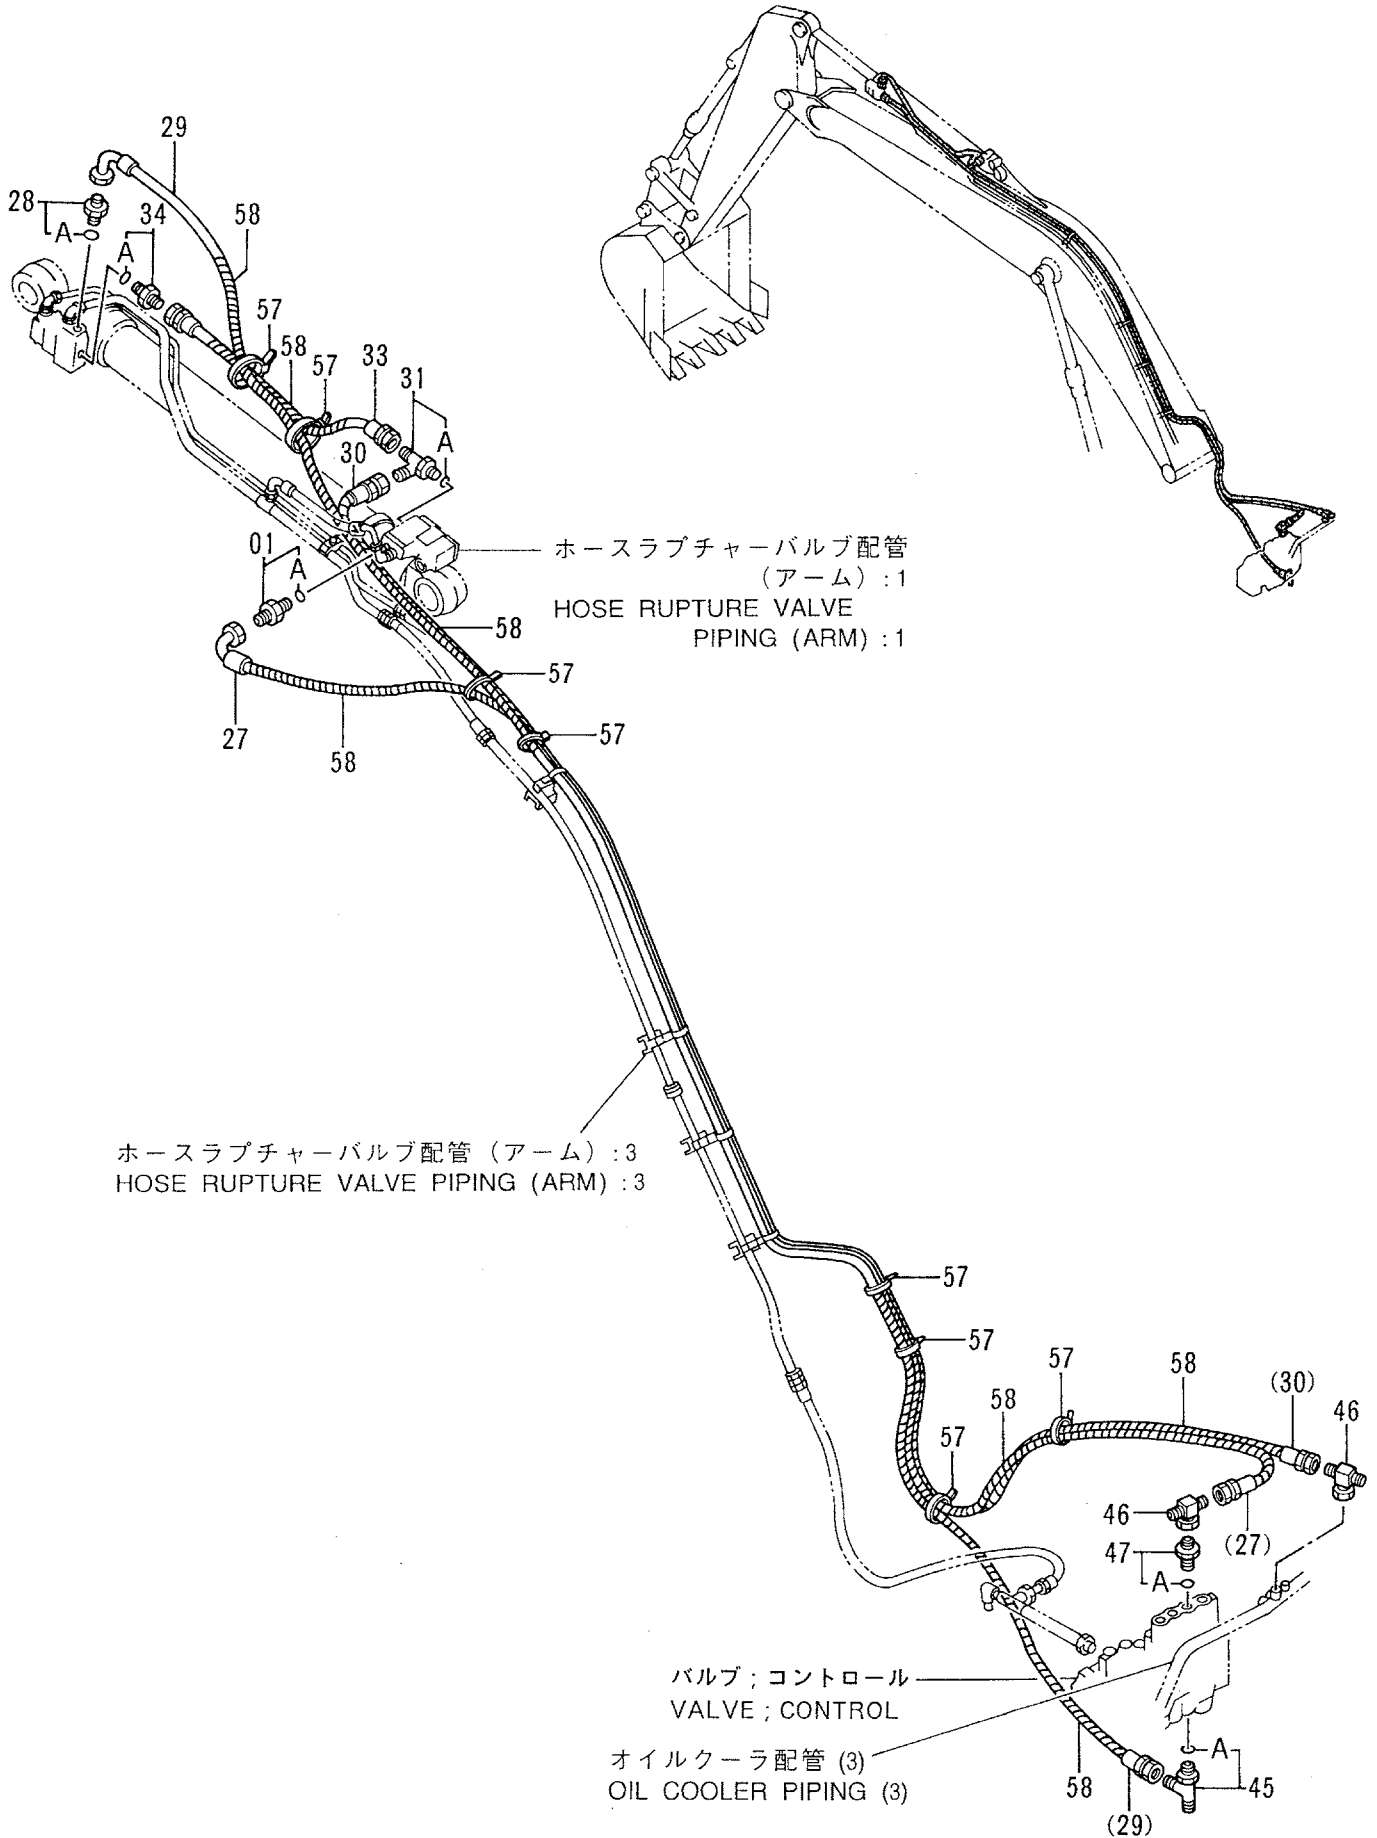 29
28
58
34
A
A
57
58
57
33
31
A
30
01
A
ホースラプチャーバルブ配管
(アーム) : 1
HOSE RUPTURE VALVE
PIPING (ARM) : 1
58
57
27
58
57
ホースラプチャーバルブ配管 (アーム) : 3
HOSE RUPTURE VALVE PIPING (ARM) : 3
57
57
57
58
(30)
46
58
57
46
(27)
47
A
バルブ ; コントロール
VALVE ; CONTROL
オイルクーラ配管 (3)
OIL COOLER PIPING (3)
A
58
45
(29)